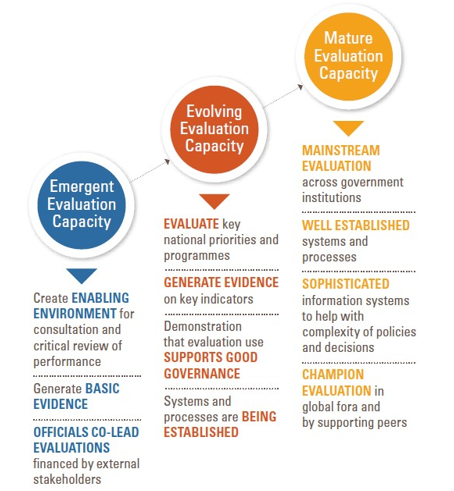 Mature
Evaluation
Capacity
Evolving
Evaluation
Capacity
Emergent
Evaluation
Capacity
Create ENABLING
ENVIRONMENT for
consultation and
critical review of
performance
Generate BASIC
EVIDENCE
OFFICIALS CO-LEAD
EVALUATIONS
financed by external
stakeholders
EVALUATE key
national priorities and
programmes
GENERATE EVIDENCE
on key indicators
Demonstration
that evaluation use
SUPPORTS GOOD
GOVERNANCE
Systems and
processes are BEING
ESTABLISHED
MAINSTREAM
EVALUATION
across government
institutions
WELL ESTABLISHED
systems and
processes
SOPHISTICATED
information systems
to help with
complexity of policies
and decisions
CHAMPION
EVALUATION in
global fora and
by supporting peers